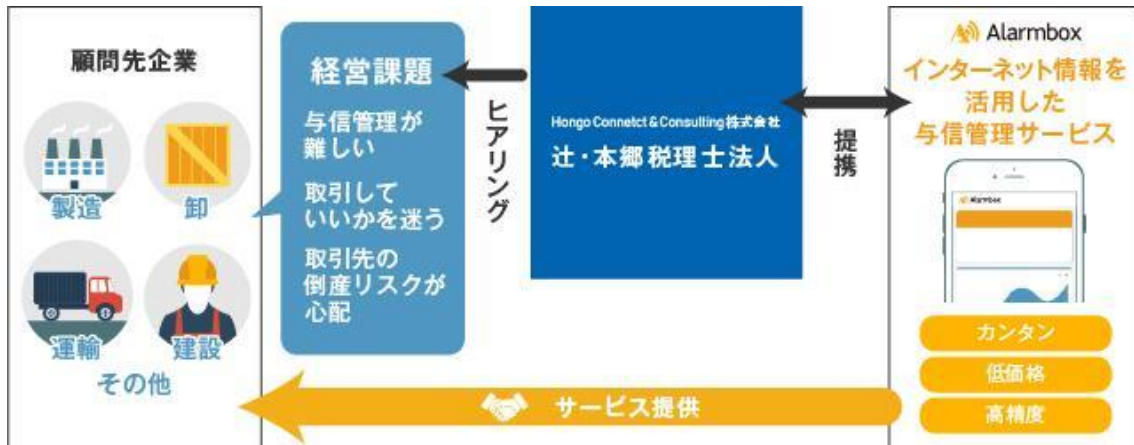 顧問先企業
製造
卸
運輸
建設
その他
経営課題
与信管理が
難しい
取引して
いいかを迷う
取引先の
倒産リスクが
心配
ヒアリング
Hongo Connetct & Consulting株式会社
辻・本郷税理士法人
提携
Alarmbox
インターネット情報を
活用した
与信管理サービス
Alarmbox
カンタン
低価格
高精度
サービス提供